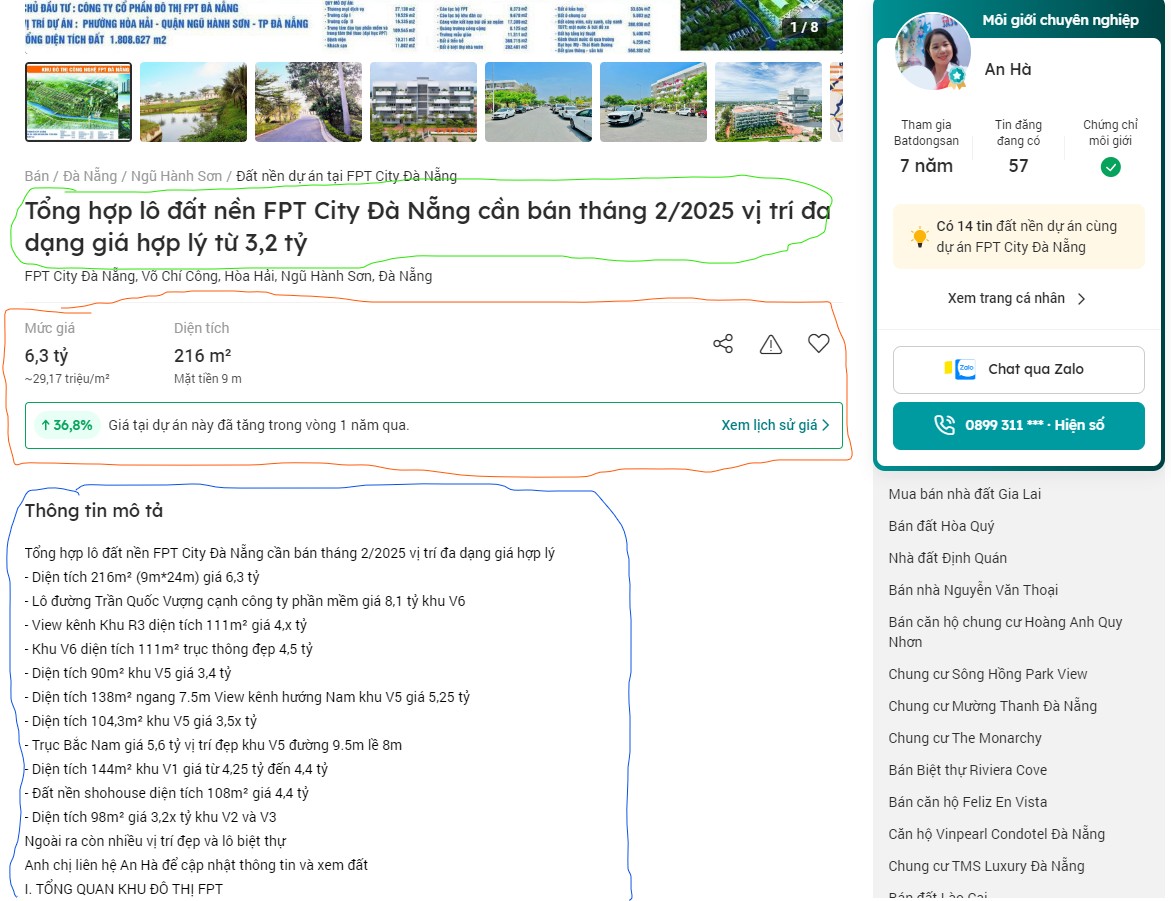 CHỦ ĐẦU TƯ : CÔNG TY CỔ PHẦN ĐÔ THỊ FPT ĐÀ NẴNG
VỊ TRÍ DỰ ÁN : PHƯỜNG HÒA HẢI - QUẬN NGŨ HÀNH SƠN - TP ĐÀ NẴNG
TỔNG DIỆN TÍCH ĐẤT 1.808.627 m2
1 / 8
KHU ĐÔ THỊ CÔNG NGHỆ FPT ĐÀ NẴNG
Bán / Đà Nẵng / Ngũ Hành Sơn / Đất nền dự án tại FPT City Đà Nẵng
Tổng hợp lô đất nền FPT City Đà Nẵng cần bán tháng 2/2025 vị trí đa
dạng giá hợp lý từ 3,2 tỷ
FPT City Đà Nẵng, Võ Chí Công, Hòa Hải, Ngũ Hành Sơn, Đà Nẵng
Mức giá
6,3 tỷ
~29,17 triệu/m²
Diện tích
216 m²
Mặt tiền 9 m
36,8% Giá tại dự án này đã tăng trong vòng 1 năm qua. Xem lịch sử giá
Thông tin mô tả
Tổng hợp lô đất nền FPT City Đà Nẵng cần bán tháng 2/2025 vị trí đa dạng giá hợp lý
- Diện tích 216m² (9m*24m) giá 6,3 tỷ
- Lô đường Trần Quốc Vượng cạnh công ty phần mềm giá 8,1 tỷ khu V6
- View kênh Khu R3 diện tích 111m² giá 4,x tỷ
- Khu V6 diện tích 111m² trục thông đẹp 4,5 tỷ
- Diện tích 90m² khu V5 giá 3,4 tỷ
- Diện tích 138m² ngang 7.5m View kênh hướng Nam khu V5 giá 5,25 tỷ
- Diện tích 104,3m² khu V5 giá 3,5x tỷ
- Trục Bắc Nam giá 5,6 tỷ vị trí đẹp khu V5 đường 9.5m lề 8m
- Diện tích 144m² khu V1 giá từ 4,25 tỷ đến 4,4 tỷ
- Đất nền shohouse diện tích 108m² giá 4,4 tỷ
- Diện tích 98m² giá 3,2x tỷ khu V2 và V3
Ngoài ra còn nhiều vị trí đẹp và lô biệt thự
Anh chị liên hệ An Hà để cập nhật thông tin và xem đất
I. TỔNG QUAN KHU ĐÔ THỊ FPT
Môi giới chuyên nghiệp
An Hà
Tham gia
Batdongsan
7 năm
Tin đăng
đang có
57
Chứng chỉ
môi giới
Có 14 tin đất nền dự án cùng
dự án FPT City Đà Nẵng
Xem trang cá nhân
Zalo Chat qua Zalo
0899 311 *** · Hiện số
Mua bán nhà đất Gia Lai
Bán đất Hòa Quý
Nhà đất Định Quán
Bán nhà Nguyễn Văn Thoại
Bán căn hộ chung cư Hoàng Anh Quy
Nhơn
Chung cư Sông Hồng Park View
Chung cư Mường Thanh Đà Nẵng
Chung cư The Monarchy
Bán Biệt thự Riviera Cove
Bán căn hộ Feliz En Vista
Căn hộ Vinpearl Condotel Đà Nẵng
Chung cư TMS Luxury Đà Nẵng
Bán đất Lào Cai